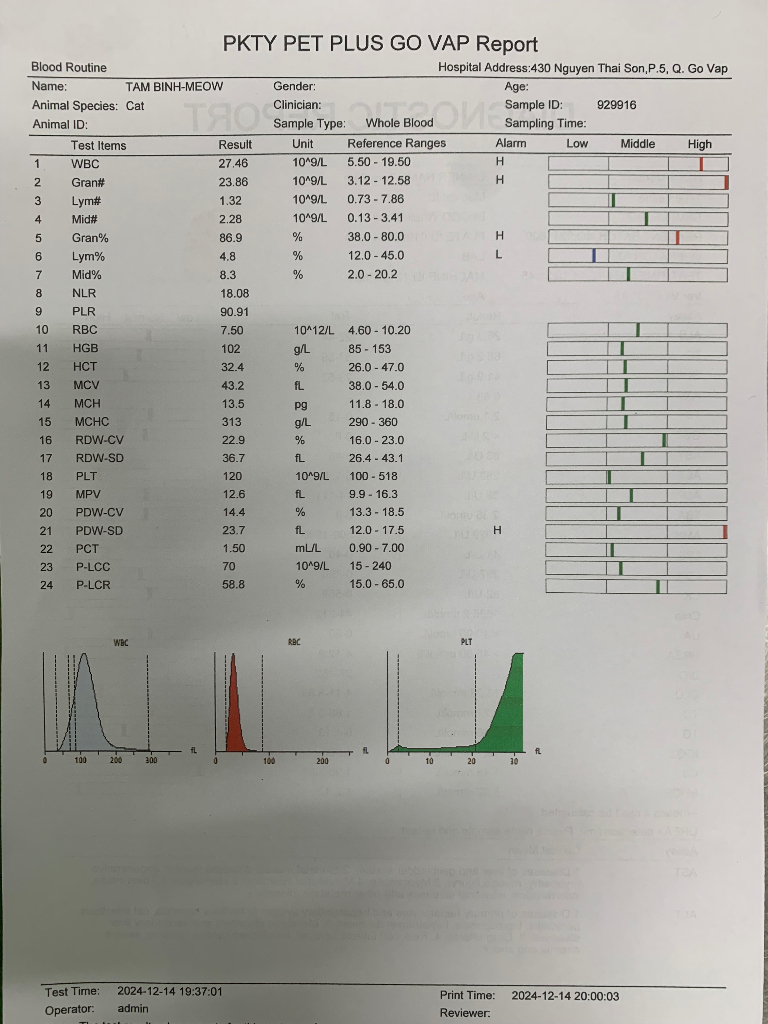 PKTY PET PLUS GO VAP Report
Blood Routine Hospital Address:430 Nguyen Thai Son,P.5, Q. Go Vap
Name: TAM BINH-MEOW Gender: Age:
Animal Species: Cat Clinician: Sample ID: 929916
Animal ID: Sample Type: Whole Blood Sampling Time:
Test Items Result Unit Reference Ranges Alarm Low Middle High
1 WBC 27.46 10^9/L 5.50 - 19.50 H
2 Gran# 23.86 10^9/L 3.12 - 12.58 H
3 Lym# 1.32 10^9/L 0.73 - 7.86
4 Mid# 2.28 10^9/L 0.13 - 3.41
5 Gran% 86.9 % 38.0 - 80.0 H
6 Lym% 4.8 % 12.0 - 45.0 L
7 Mid% 8.3 % 2.0 - 20.2
8 NLR 18.08
9 PLR 90.91
10 RBC 7.50 10^12/L 4.60 - 10.20
11 HGB 102 g/L 85 - 153
12 HCT 32.4 % 26.0 - 47.0
13 MCV 43.2 fL 38.0 - 54.0
14 MCH 13.5 pg 11.8 - 18.0
15 MCHC 313 g/L 290 - 360
16 RDW-CV 22.9 % 16.0 - 23.0
17 RDW-SD 36.7 fL 26.4 - 43.1
18 PLT 120 10^9/L 100 - 518
19 MPV 12.6 fL 9.9 - 16.3
20 PDW-CV 14.4 % 13.3 - 18.5
21 PDW-SD 23.7 fL 12.0 - 17.5 H
22 PCT 1.50 mL/L 0.90 - 7.00
23 P-LCC 70 10^9/L 15 - 240
24 P-LCR 58.8 % 15.0 - 65.0
WBC RBC PLT
fL fL fL
0 100 200 300 0 100 200 0 10 20 30
Test Time: 2024-12-14 19:37:01 Print Time: 2024-12-14 20:00:03
Operator: admin Reviewer: